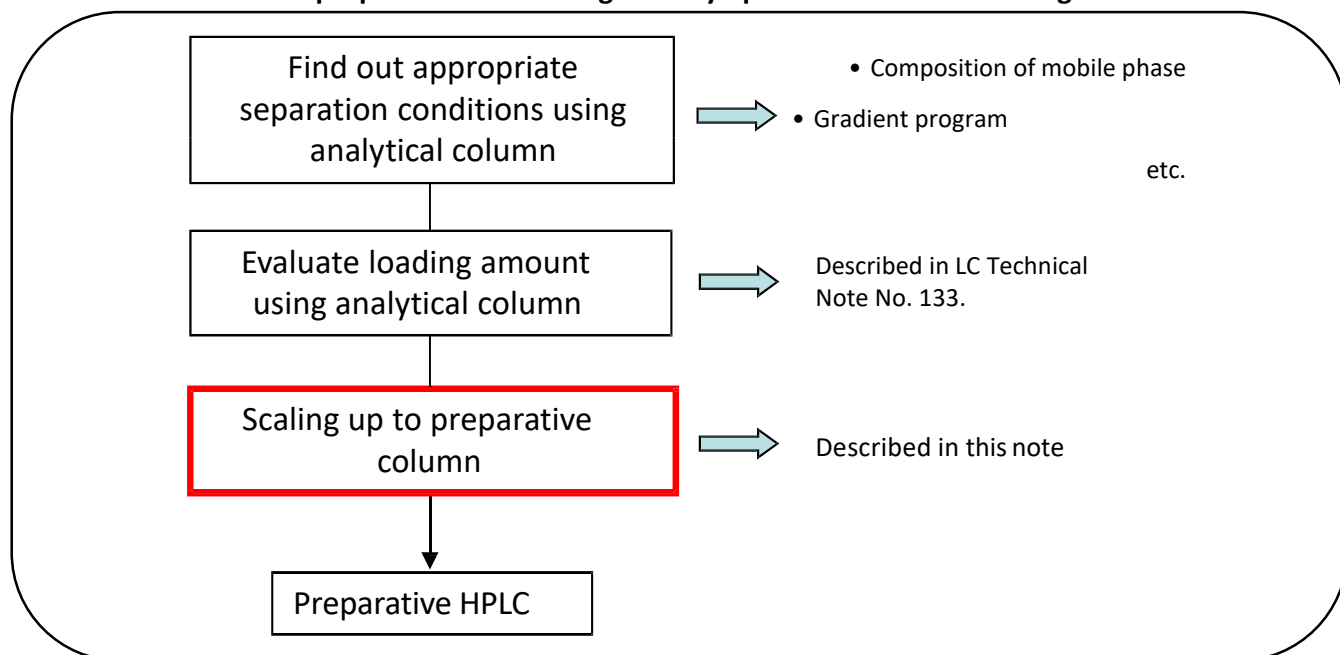 Find out appropriate
separation conditions using
analytical column
• Composition of mobile phase
• Gradient program
etc.
Evaluate loading amount
using analytical column
Described in LC Technical
Note No. 133.
Scaling up to preparative
column
Described in this note
Preparative HPLC